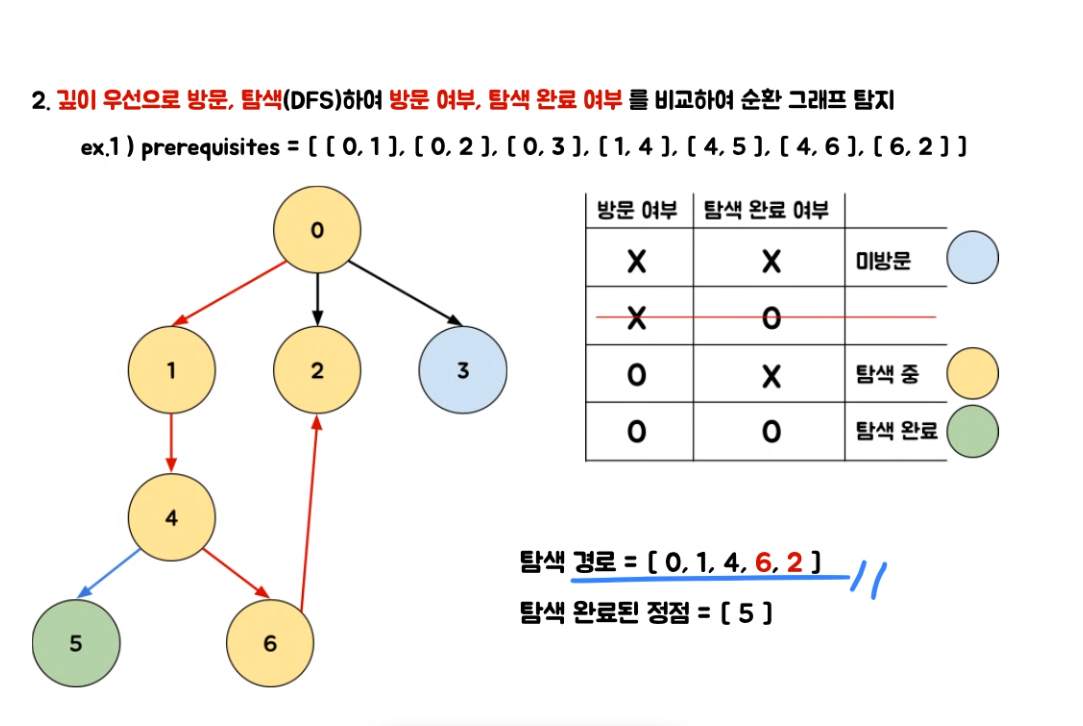 2. 깊이 우선으로 방문, 탐색(DFS)하여 방문 여부, 탐색 완료 여부 를 비교하여 순환 그래프 탐지
ex.1 ) prerequisites = [ [ 0, 1 ], [ 0, 2 ], [ 0, 3 ], [ 1, 4 ], [ 4, 5 ], [ 4, 6 ], [ 6, 2 ] ]
0
1
2
3
4
5
6
방문 여부 탐색 완료 여부
X X 미방문
X O
O X 탐색 중
O O 탐색 완료
탐색 경로 = [ 0, 1, 4, 6, 2 ]
탐색 완료된 정점 = [ 5 ]